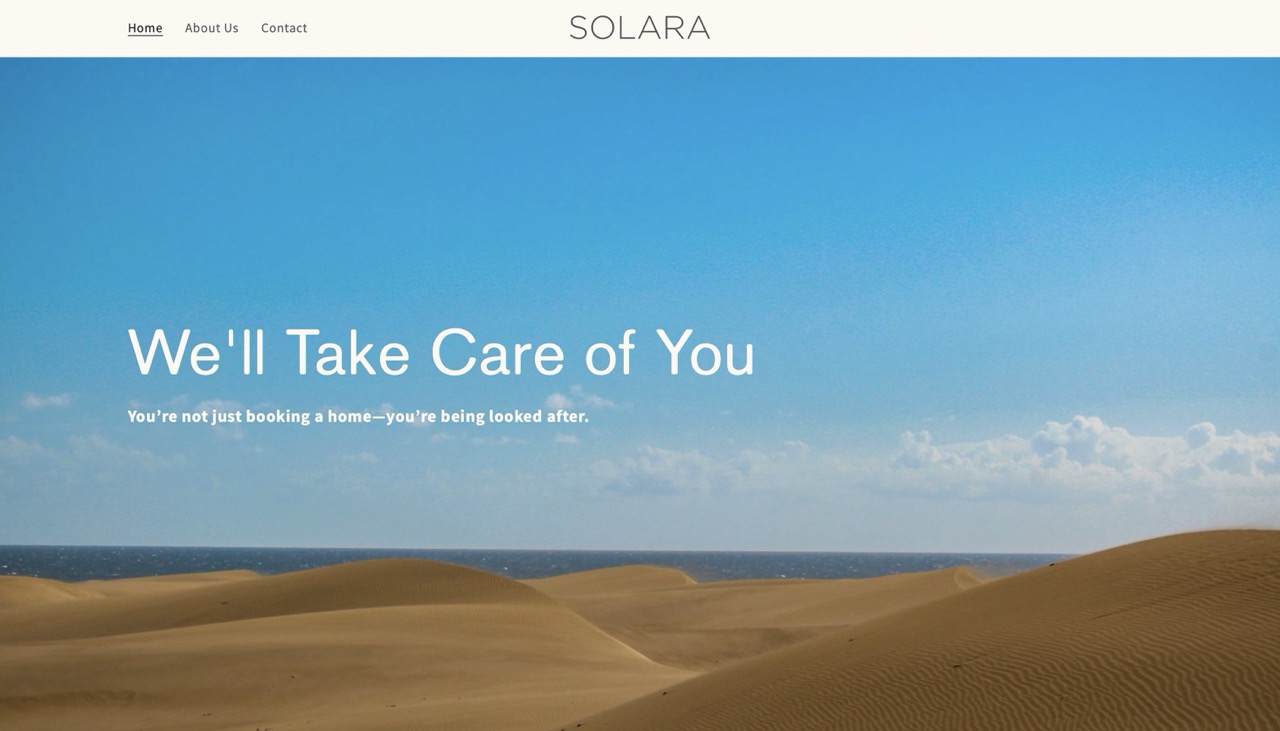 Home About Us Contact SOLARA
We'll Take Care of You
You’re not just booking a home—you’re being looked after.